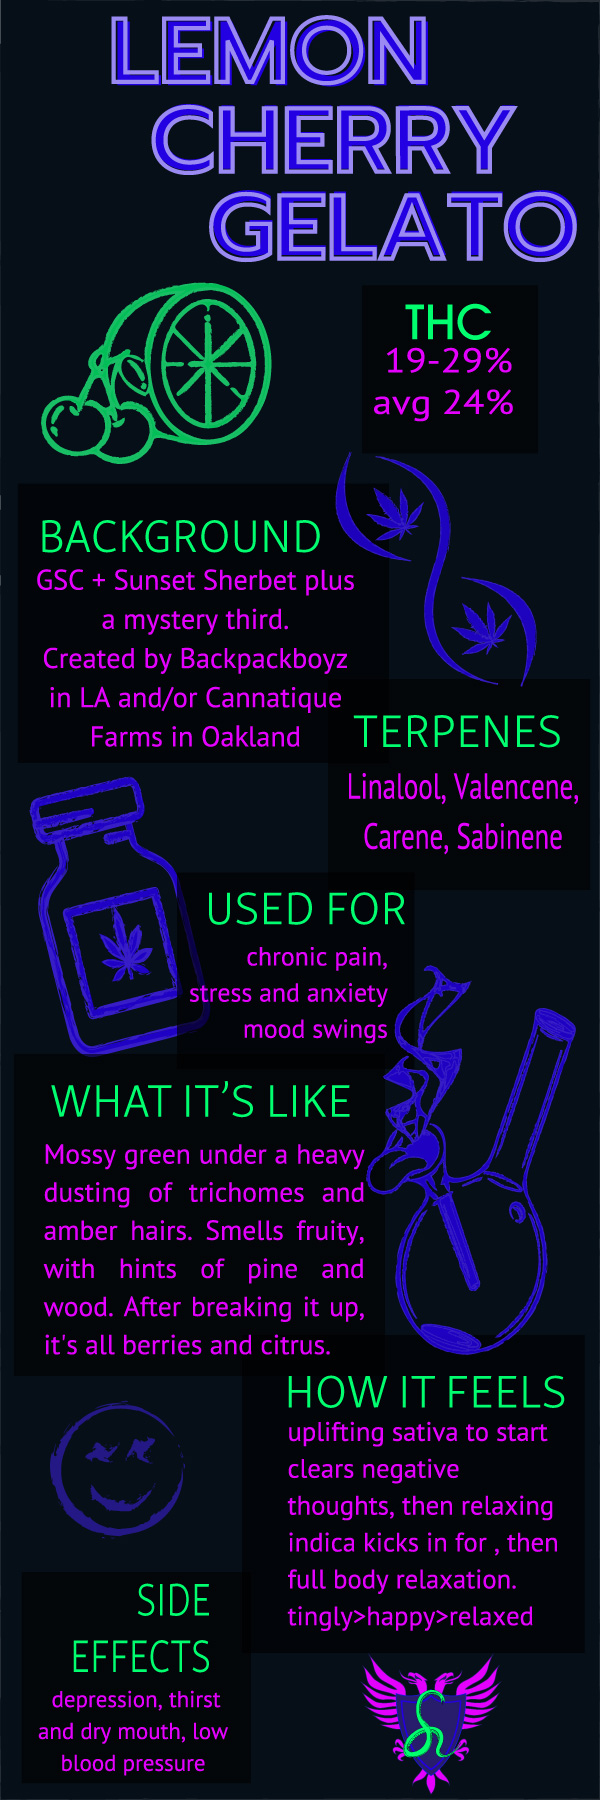 LEMON
CHERRY
GELATO
THC
19-29%
avg 24%
BACKGROUND
GSC + Sunset Sherbet plus
a mystery third.
Created by Backpackboyz
in LA and/or Cannatique
Farms in Oakland
TERPENES
Linalool, Valencene,
Carene, Sabinene
USED FOR
chronic pain,
stress and anxiety
mood swings
WHAT IT'S LIKE
Mossy green under a heavy
dusting of trichomes and
amber hairs. Smells fruity,
with hints of pine and
wood. After breaking it up,
it's all berries and citrus.
HOW IT FEELS
uplifting sativa to start
clears negative
thoughts, then relaxing
indica kicks in for , then
full body relaxation.
tingly>happy>relaxed
SIDE
EFFECTS
depression, thirst
and dry mouth, low
blood pressure